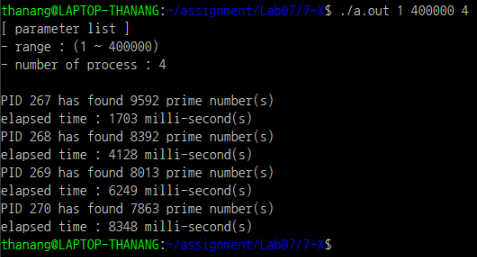 thanang@LAPTOP-THANANG:~/assignment/Lab07/7-X$ ./a.out 1 400000 4
[ parameter list ]
- range : (1 ~ 400000)
- number of process : 4
PID 267 has found 9592 prime number(s)
elapsed time : 1703 milli-second(s)
PID 268 has found 8392 prime number(s)
elapsed time : 4128 milli-second(s)
PID 269 has found 8013 prime number(s)
elapsed time : 6249 milli-second(s)
PID 270 has found 7863 prime number(s)
elapsed time : 8348 milli-second(s)
thanang@LAPTOP-THANANG:~/assignment/Lab07/7-X$